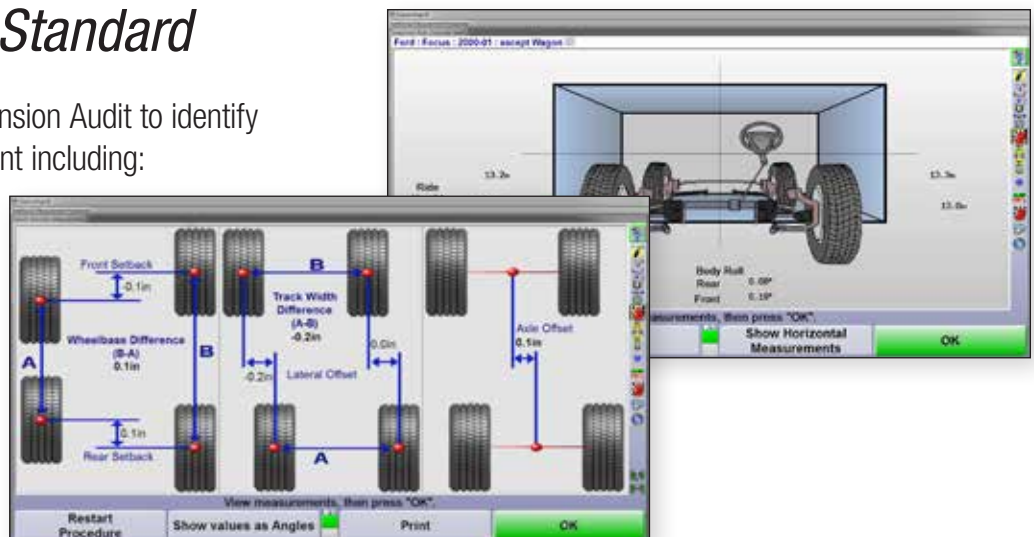 Standard
nsion Audit to identify
nt including:
Ford : Focus : 2000-01 : except Wagon
Ride
13.2in
13.3in
13.0in
Body Roll
Rear 0.08°
Front 0.19°
asurements, then press "OK".
Show Horizontal
Measurements
OK
Front Setback
-0.1in
Wheelbase Difference
(B-A)
0.1in
A
B
0.1in
Rear Setback
B
Track Width
Difference
(A-B)
-0.2in
0.0in
-0.2in
Lateral Offset
A
Axle Offset
0.1in
View measurements, then press "OK".
Restart
Procedure
Show values as Angles
Print
OK